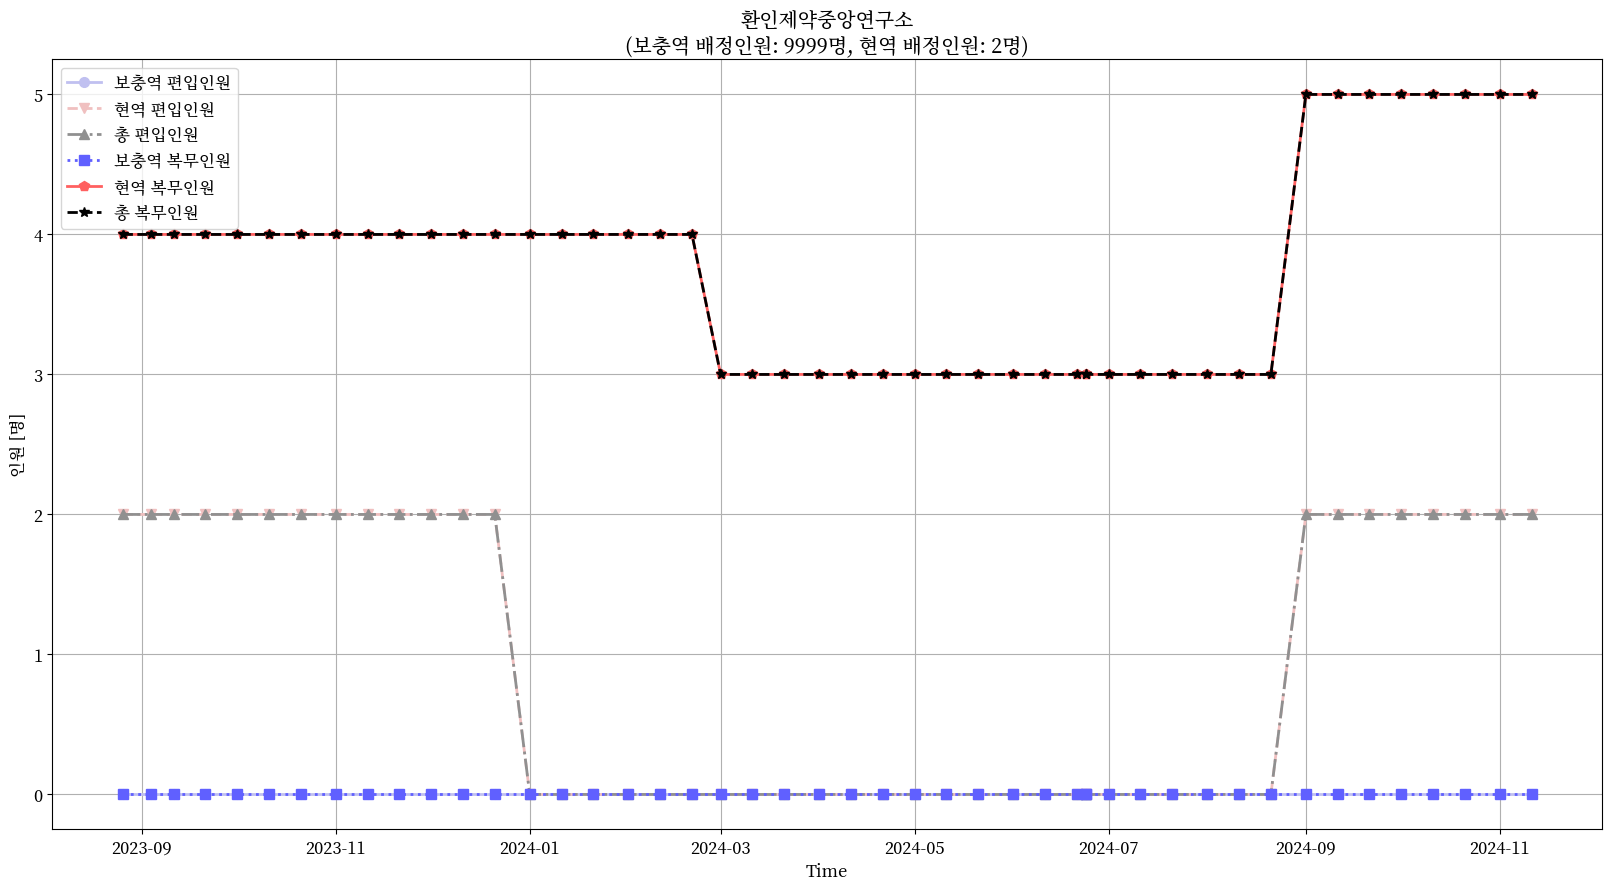 환인제약중앙연구소
(보충역 배정인원: 9999명, 현역 배정인원: 2명)
보충역 편입인원
현역 편입인원
총 편입인원
보충역 복무인원
현역 복무인원
총 복무인원
인원 [명]
5
4
3
2
1
0
2023-09
2023-11
2024-01
2024-03
2024-05
2024-07
2024-09
2024-11
Time